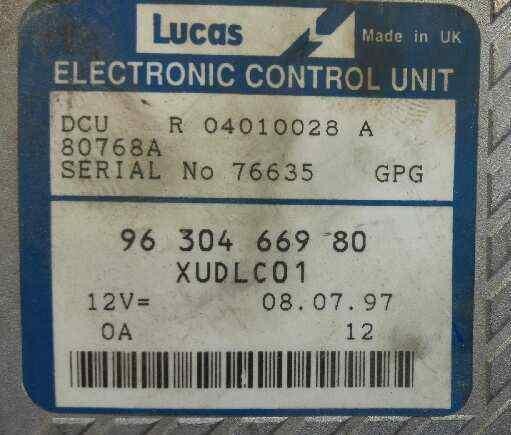 Lucas
Made in UK
ELECTRONIC CONTROL UNIT
DCU R 04010028 A
80768A
SERIAL No 76635 GPG
96 304 669 80
XUDLC01
12V= 08.07.97
0A 12